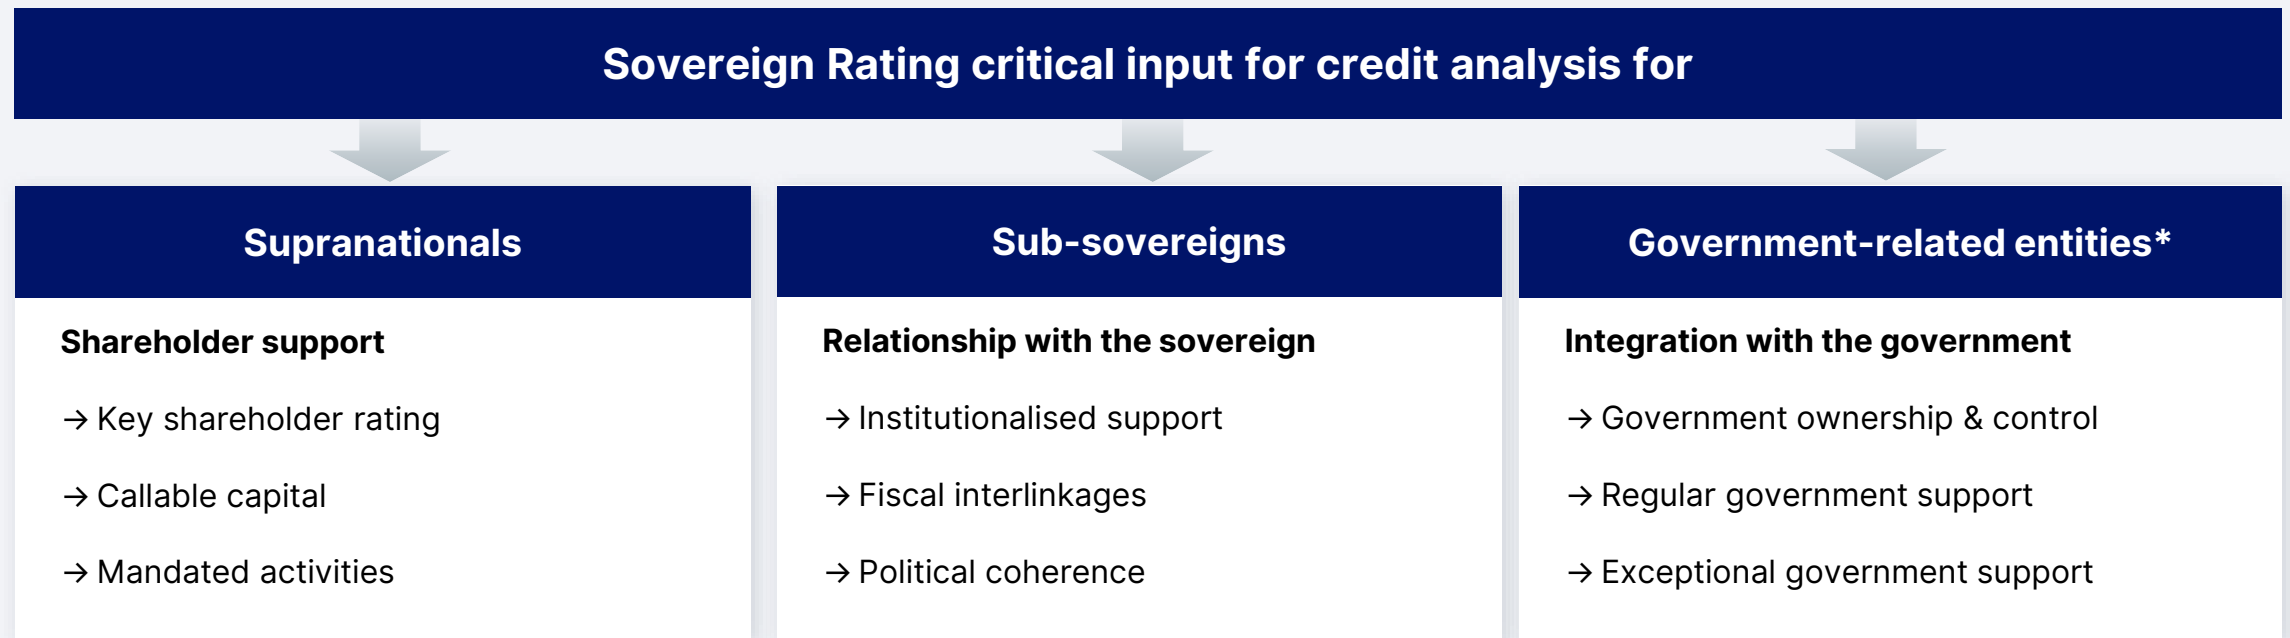 Sovereign Rating critical input for credit analysis for
Supranationals
Shareholder support
→ Key shareholder rating
→ Callable capital
→ Mandated activities
Sub-sovereigns
Relationship with the sovereign
→ Institutionalised support
→ Fiscal interlinkages
→ Political coherence
Government-related entities*
Integration with the government
→ Government ownership & control
→ Regular government support
→ Exceptional government support